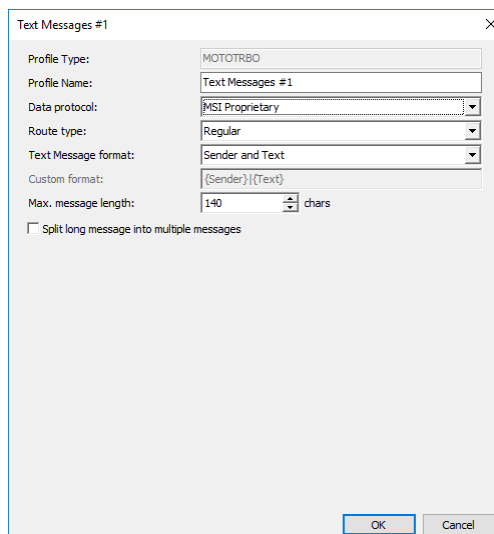 Text Messages #1
Profile Type: MOTOTRBO
Profile Name: Text Messages #1
Data protocol: MSI Proprietary
Route type: Regular
Text Message format: Sender and Text
Custom format: {Sender}|{Text}
Max. message length: 140 chars
Split long message into multiple messages
OK Cancel